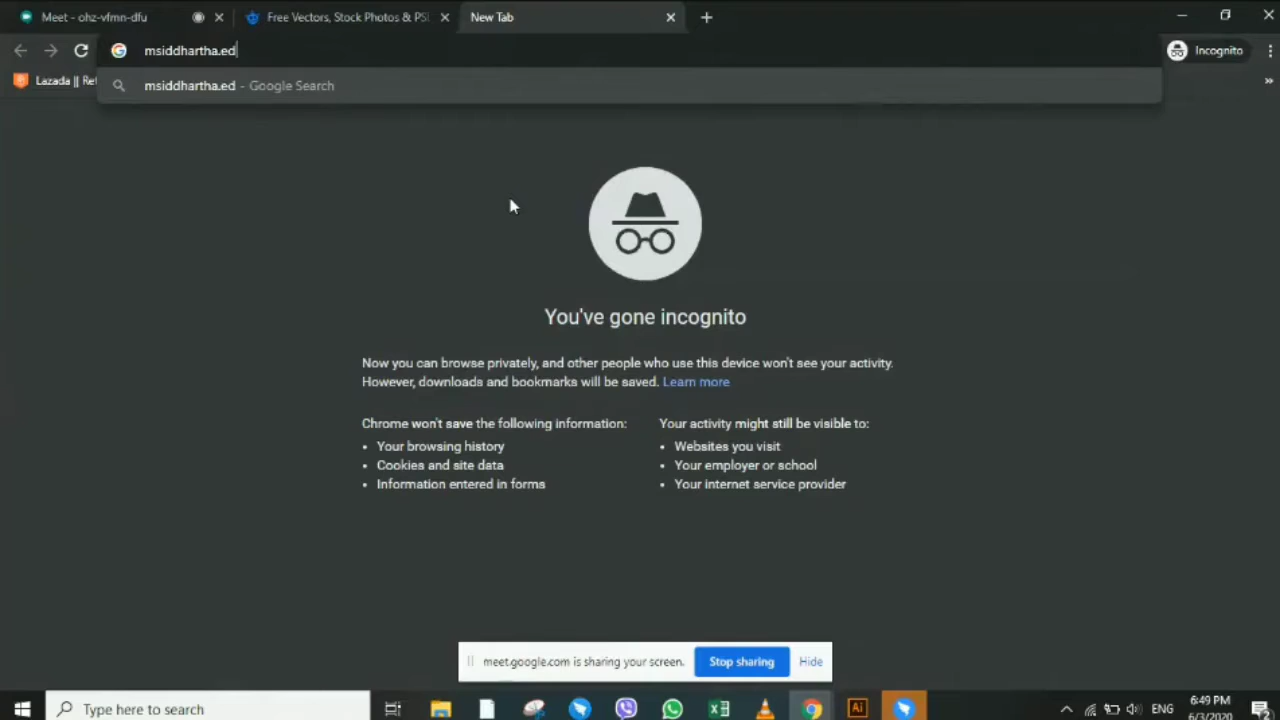 Meet - ohz-vfmn-dfu
Free Vectors, Stock Photos & PS
New Tab
msiddhartha.ed
Incognito
Lazada || Ref
msiddhartha.ed - Google Search
You've gone incognito
Now you can browse privately, and other people who use this device won't see your activity.
However, downloads and bookmarks will be saved. Learn more
Chrome won't save the following information:
• Your browsing history
• Cookies and site data
• Information entered in forms
Your activity might still be visible to:
• Websites you visit
• Your employer or school
• Your internet service provider
meet.google.com is sharing your screen.
Stop sharing
Hide
Type here to search
Ai
ENG
6:49 PM
6/3/2020